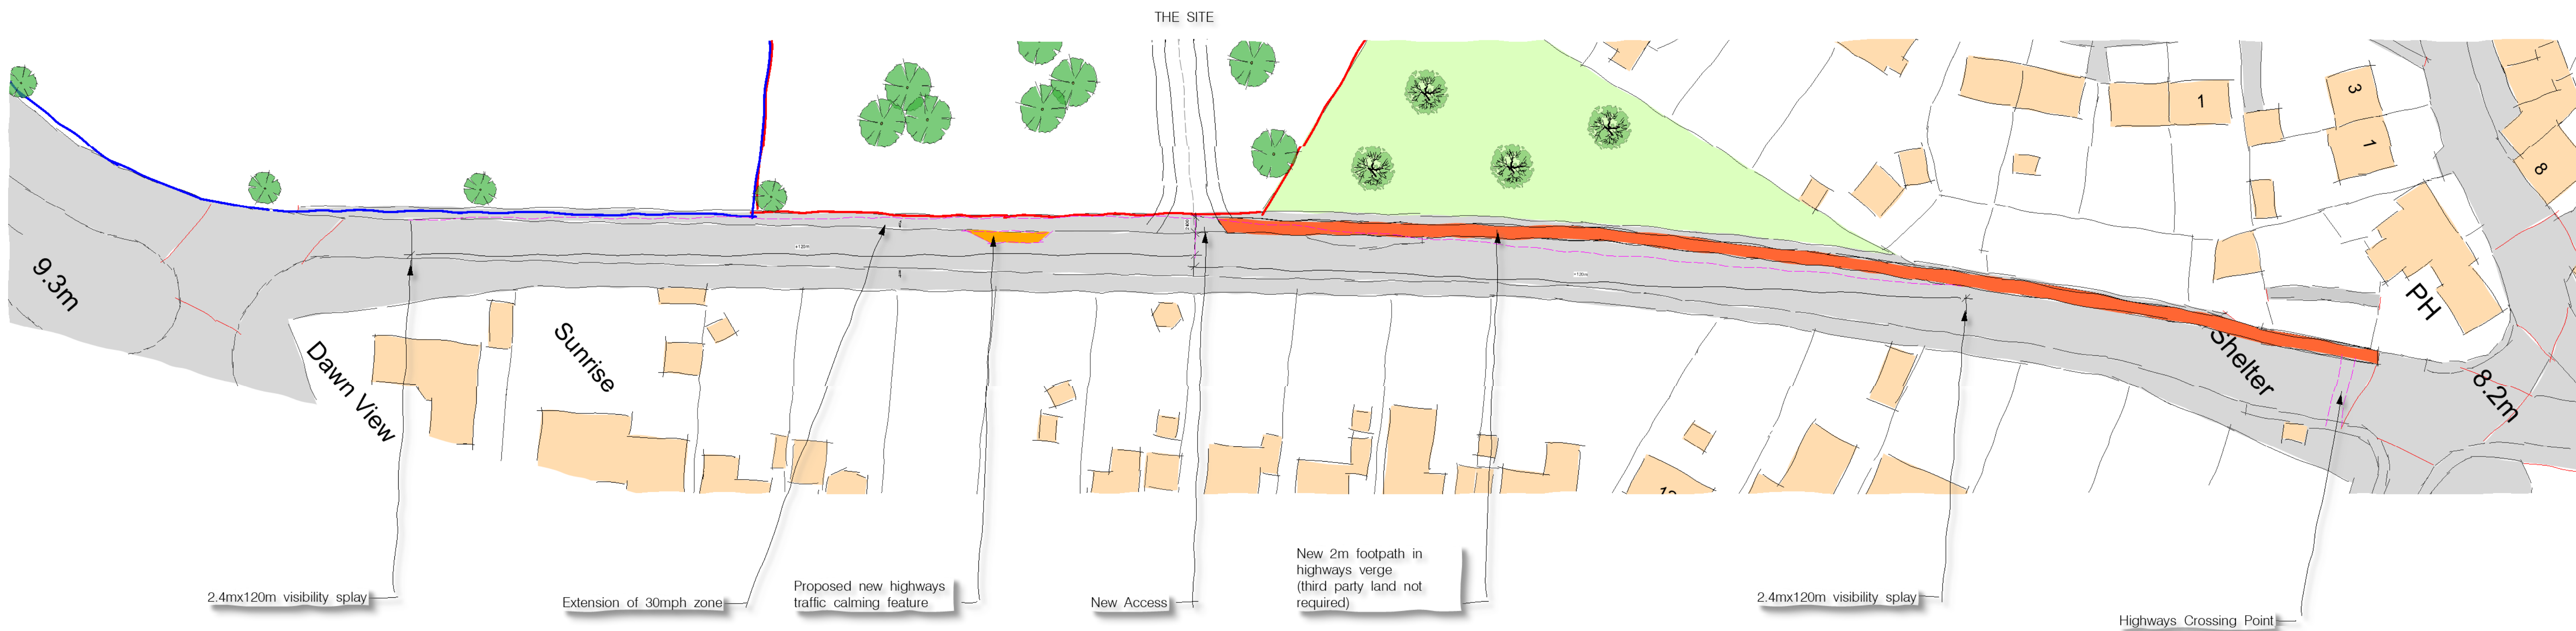 THE SITE
1
3
1
8
9.3m
Dawn View
Sunrise
Shelter
PH
8.2m
2.4mx120m visibility splay
Extension of 30mph zone
Proposed new highways
traffic calming feature
New Access
New 2m footpath in
highways verge
(third party land not
required)
2.4mx120m visibility splay
Highways Crossing Point